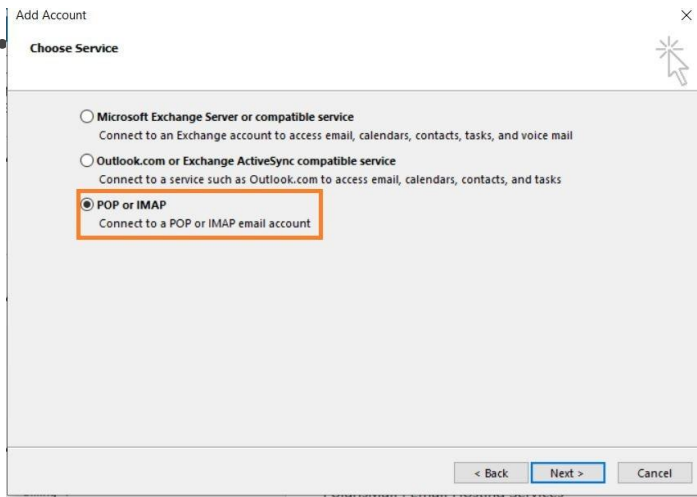 Add Account
Choose Service
Microsoft Exchange Server or compatible service
Connect to an Exchange account to access email, calendars, contacts, tasks, and voice mail
Outlook.com or Exchange ActiveSync compatible service
Connect to a service such as Outlook.com to access email, calendars, contacts, and tasks
POP or IMAP
Connect to a POP or IMAP email account
< Back Next > Cancel